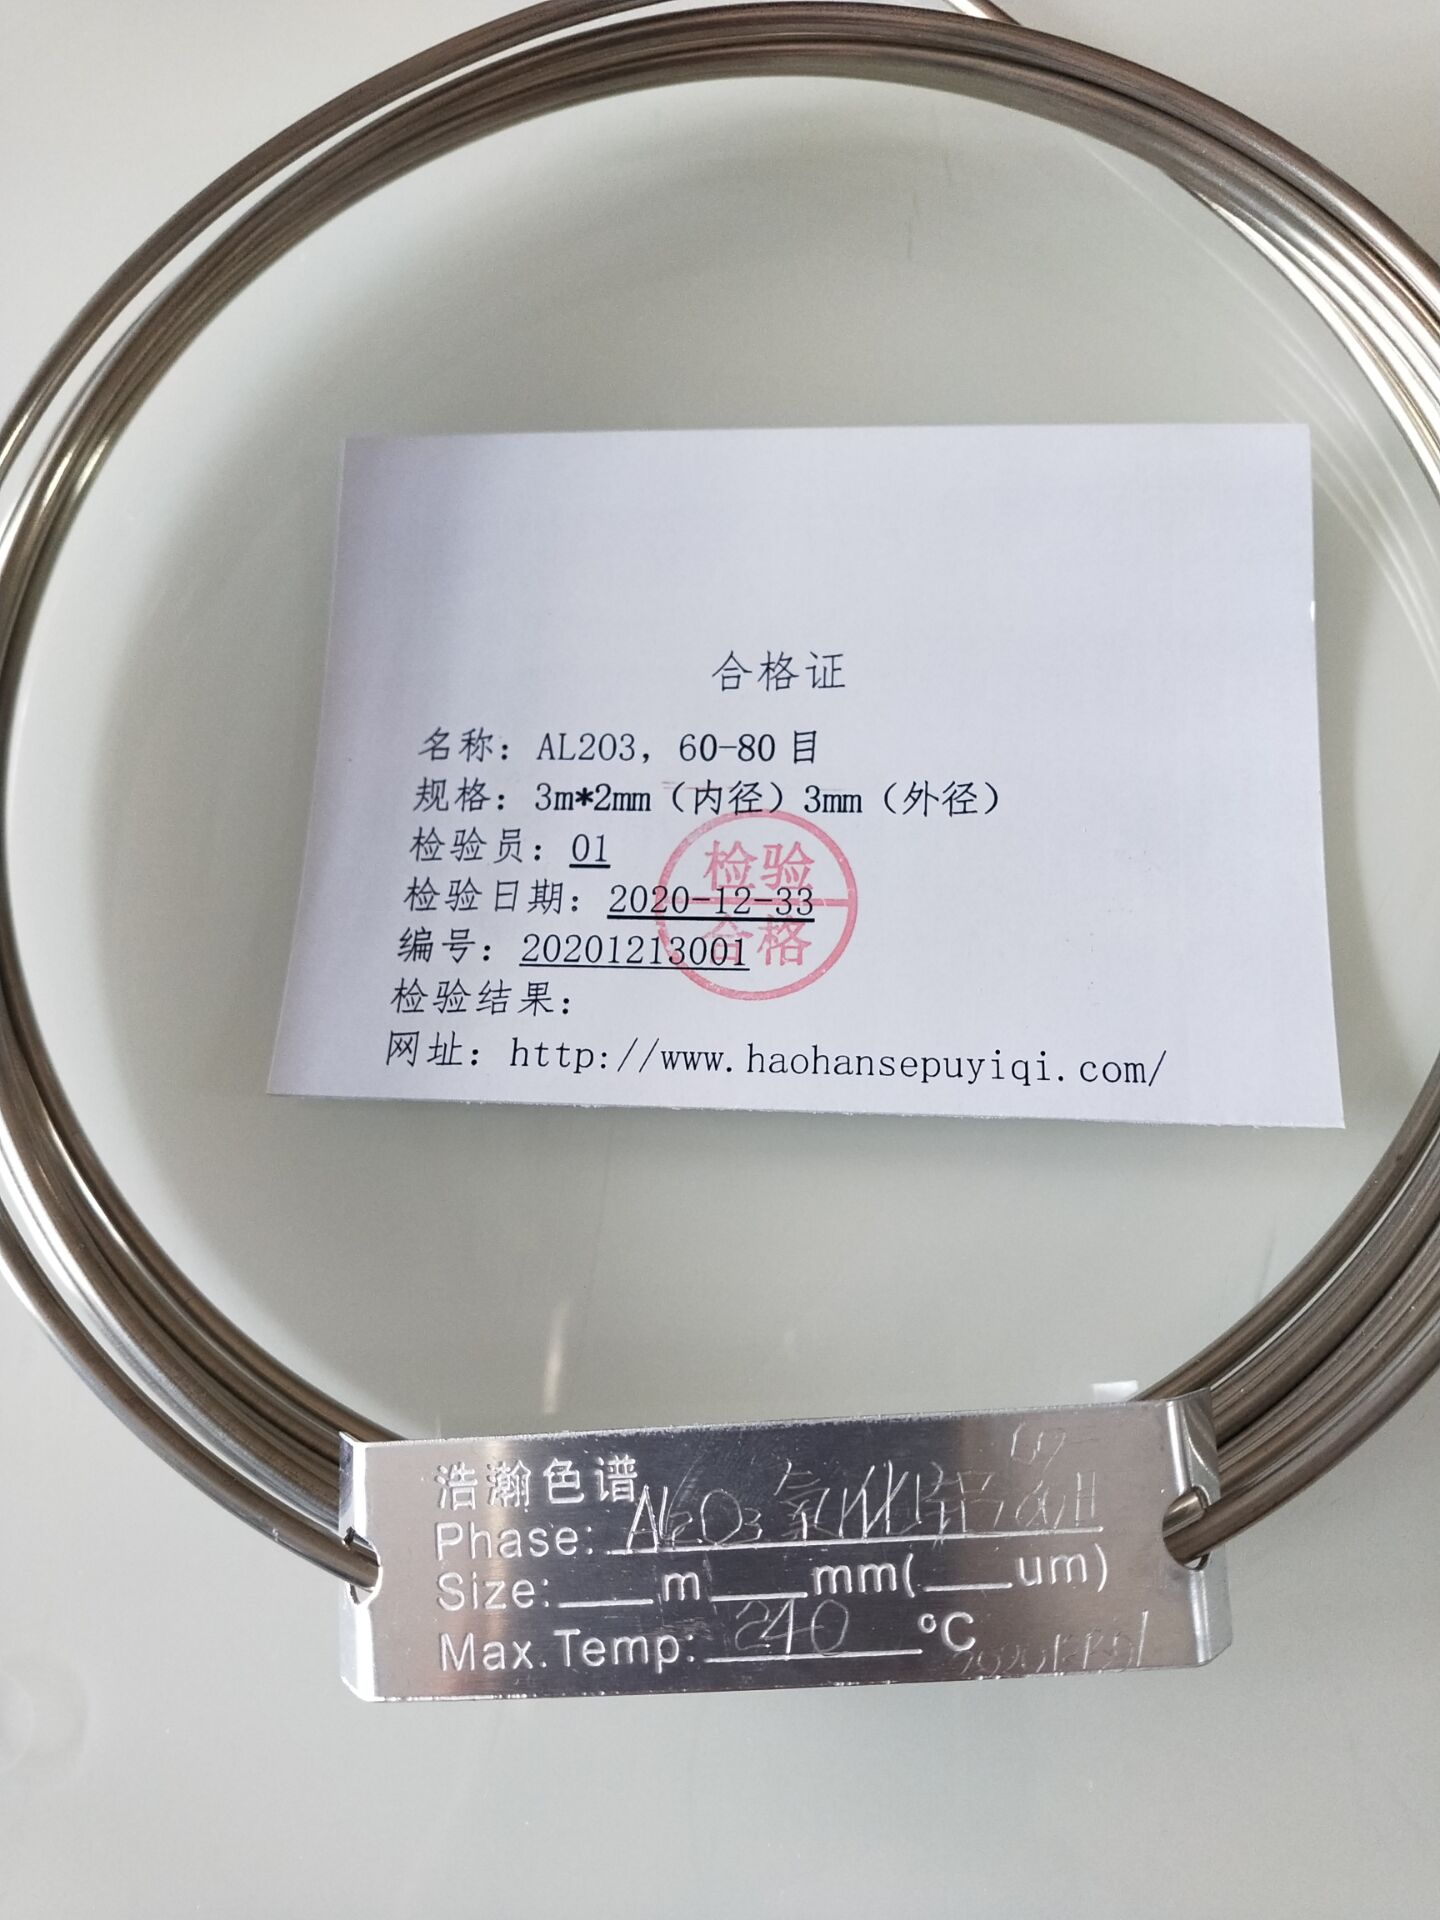 合格证
名称：AL2O3，60-80目
规格：3m*2mm（内径）3mm（外径）
检验员：01
检验日期：2020-12-33
检验
合格
编号：20201213001
检验结果：
网址：http://www.haohansepuyiqi.com/
浩瀚色谱
Phase: Al2O3 氧化铝
Size:___m___mm(___um)
Max.Temp: 240 ºC